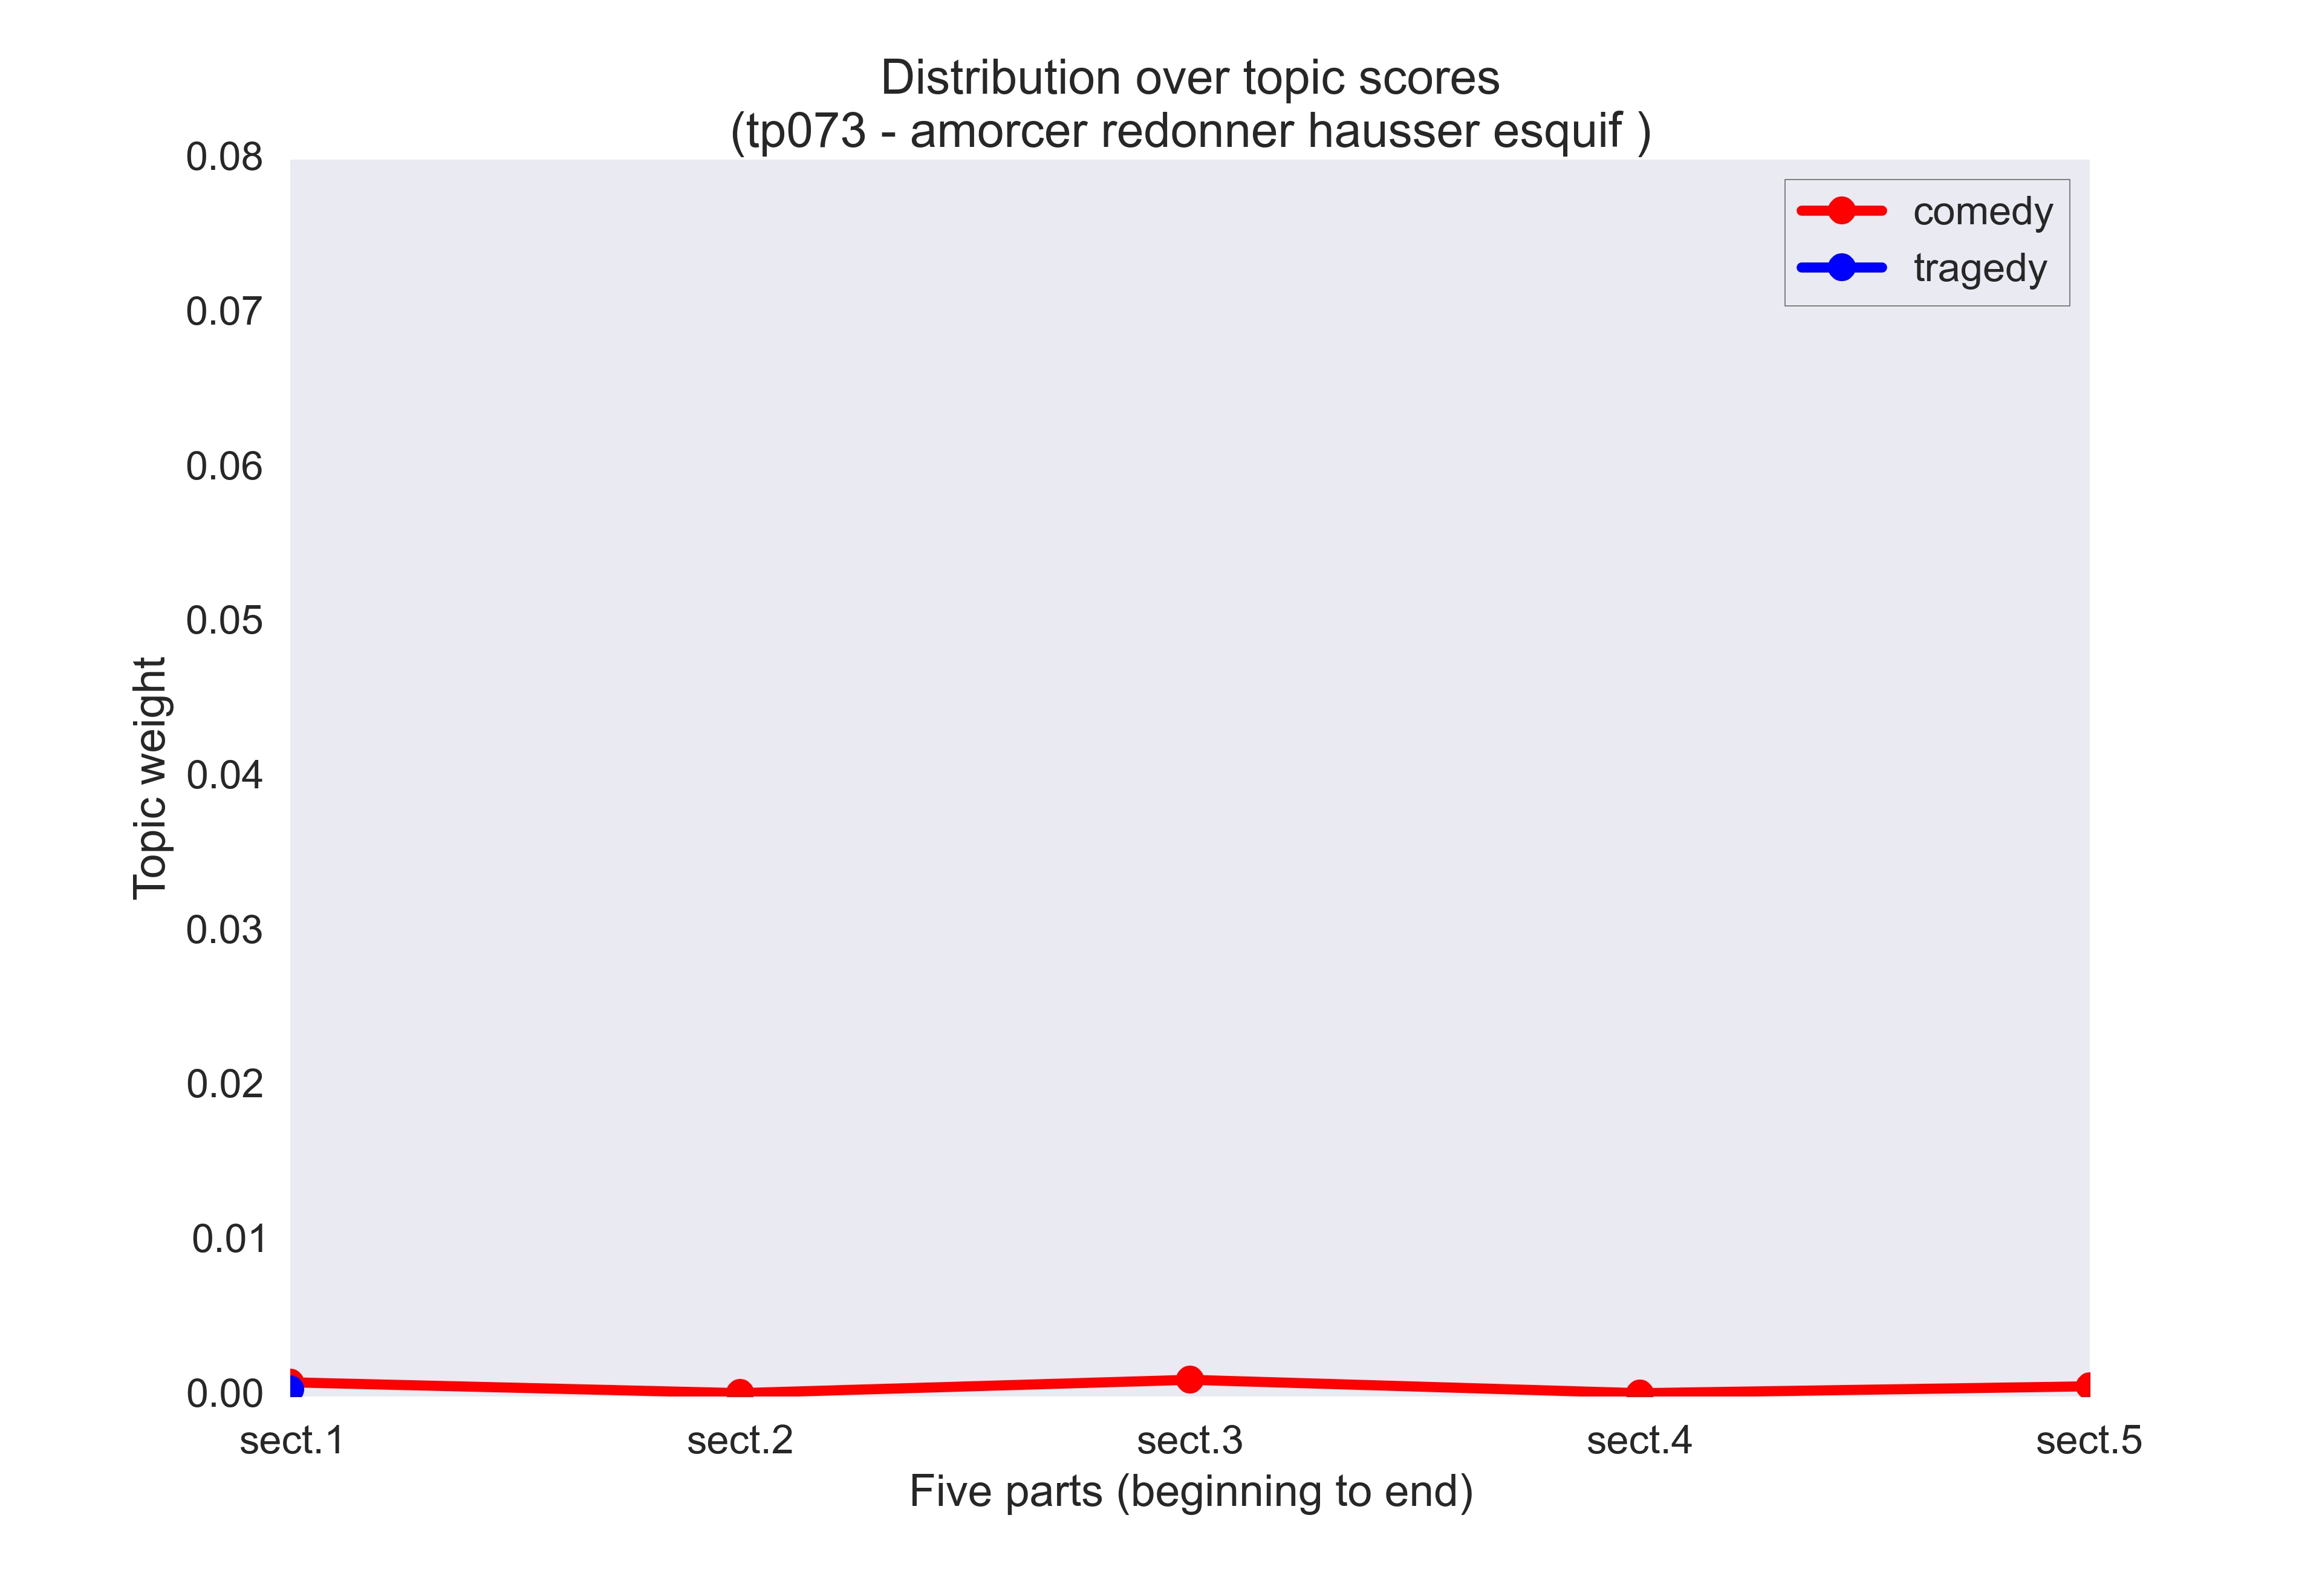 Distribution over topic scores
(tp073 - amorcer redonner hausser esquif )
comedy
tragedy
0.08
0.07
0.06
0.05
0.04
0.03
0.02
0.01
0.00
Topic weight
sect.1 sect.2 sect.3 sect.4 sect.5
Five parts (beginning to end)